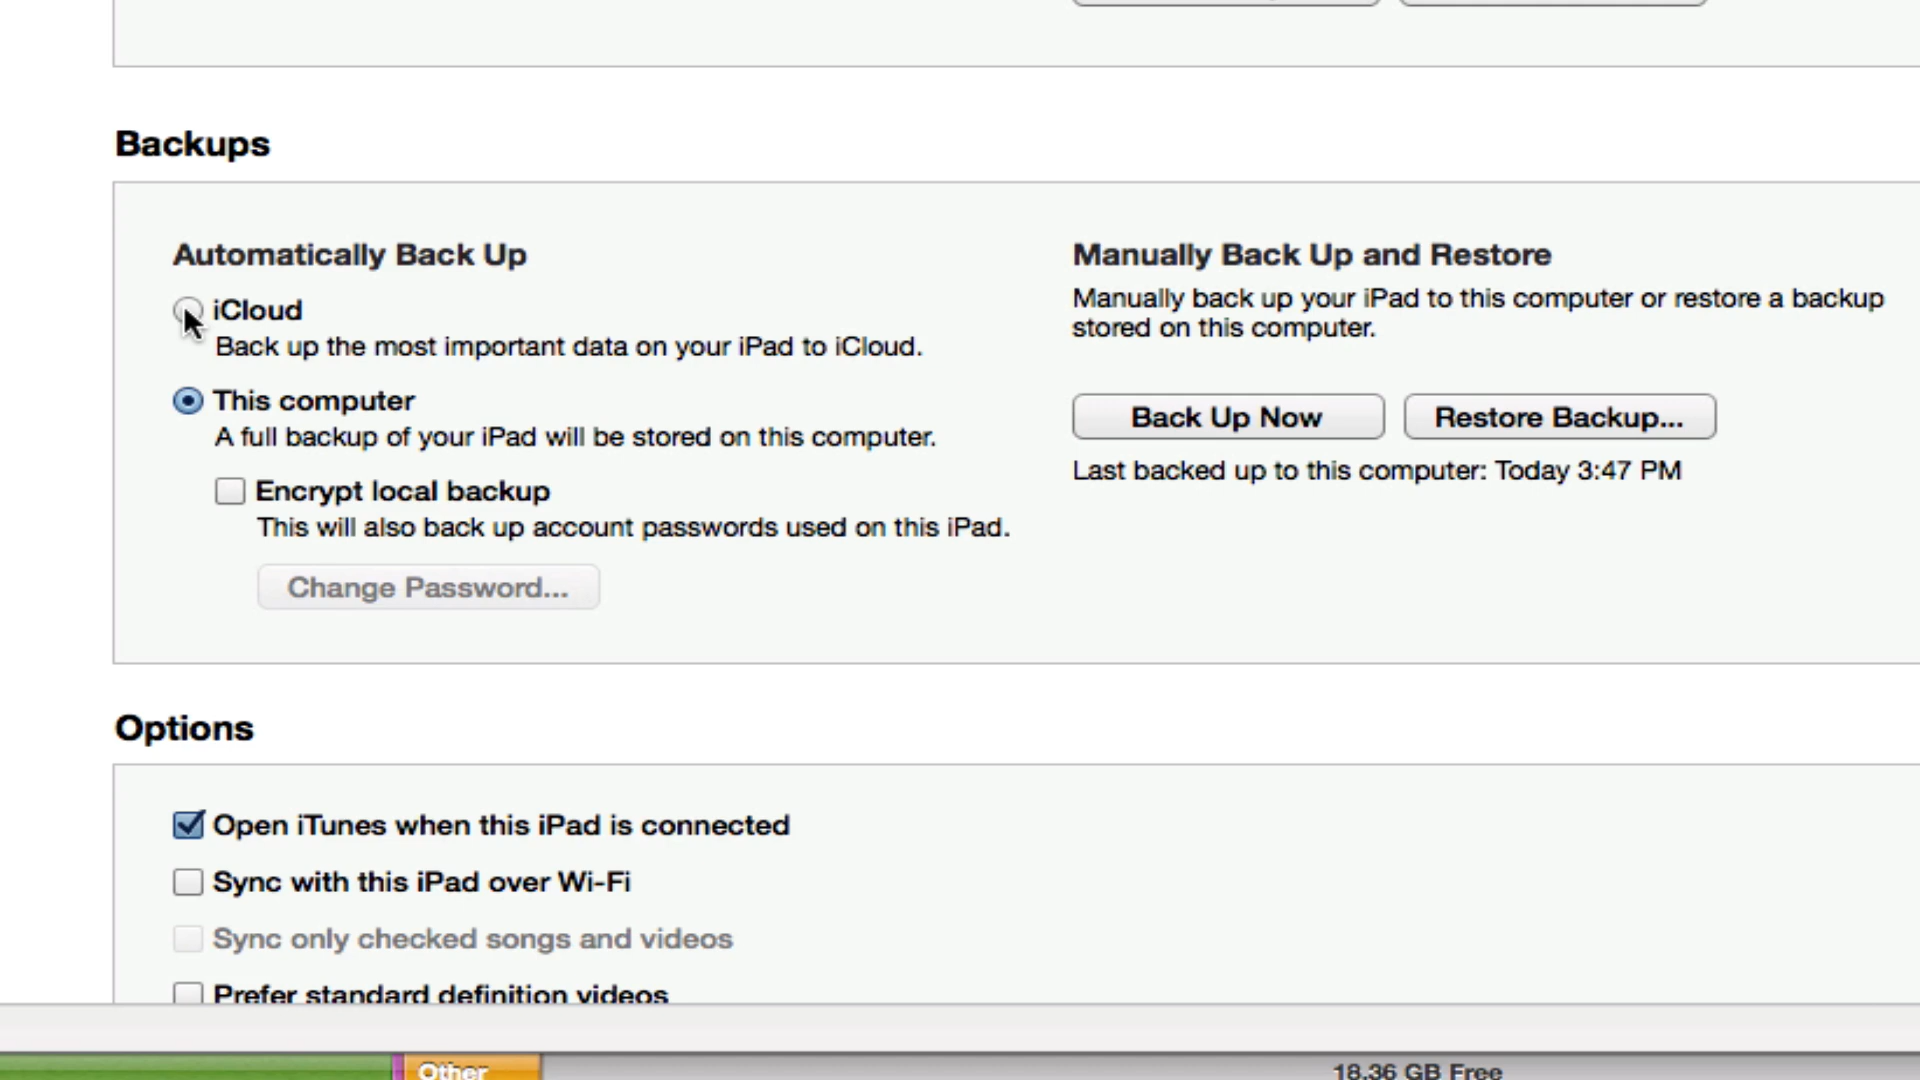 Backups
Automatically Back Up
iCloud
Back up the most important data on your iPad to iCloud.
This computer
A full backup of your iPad will be stored on this computer.
Encrypt local backup
This will also back up account passwords used on this iPad.
Change Password...
Manually Back Up and Restore
Manually back up your iPad to this computer or restore a backup
stored on this computer.
Back Up Now
Restore Backup...
Last backed up to this computer: Today 3:47 PM
Options
Open iTunes when this iPad is connected
Sync with this iPad over Wi-Fi
Sync only checked songs and videos
Prefer standard definition videos
Other
18.36 GB Free